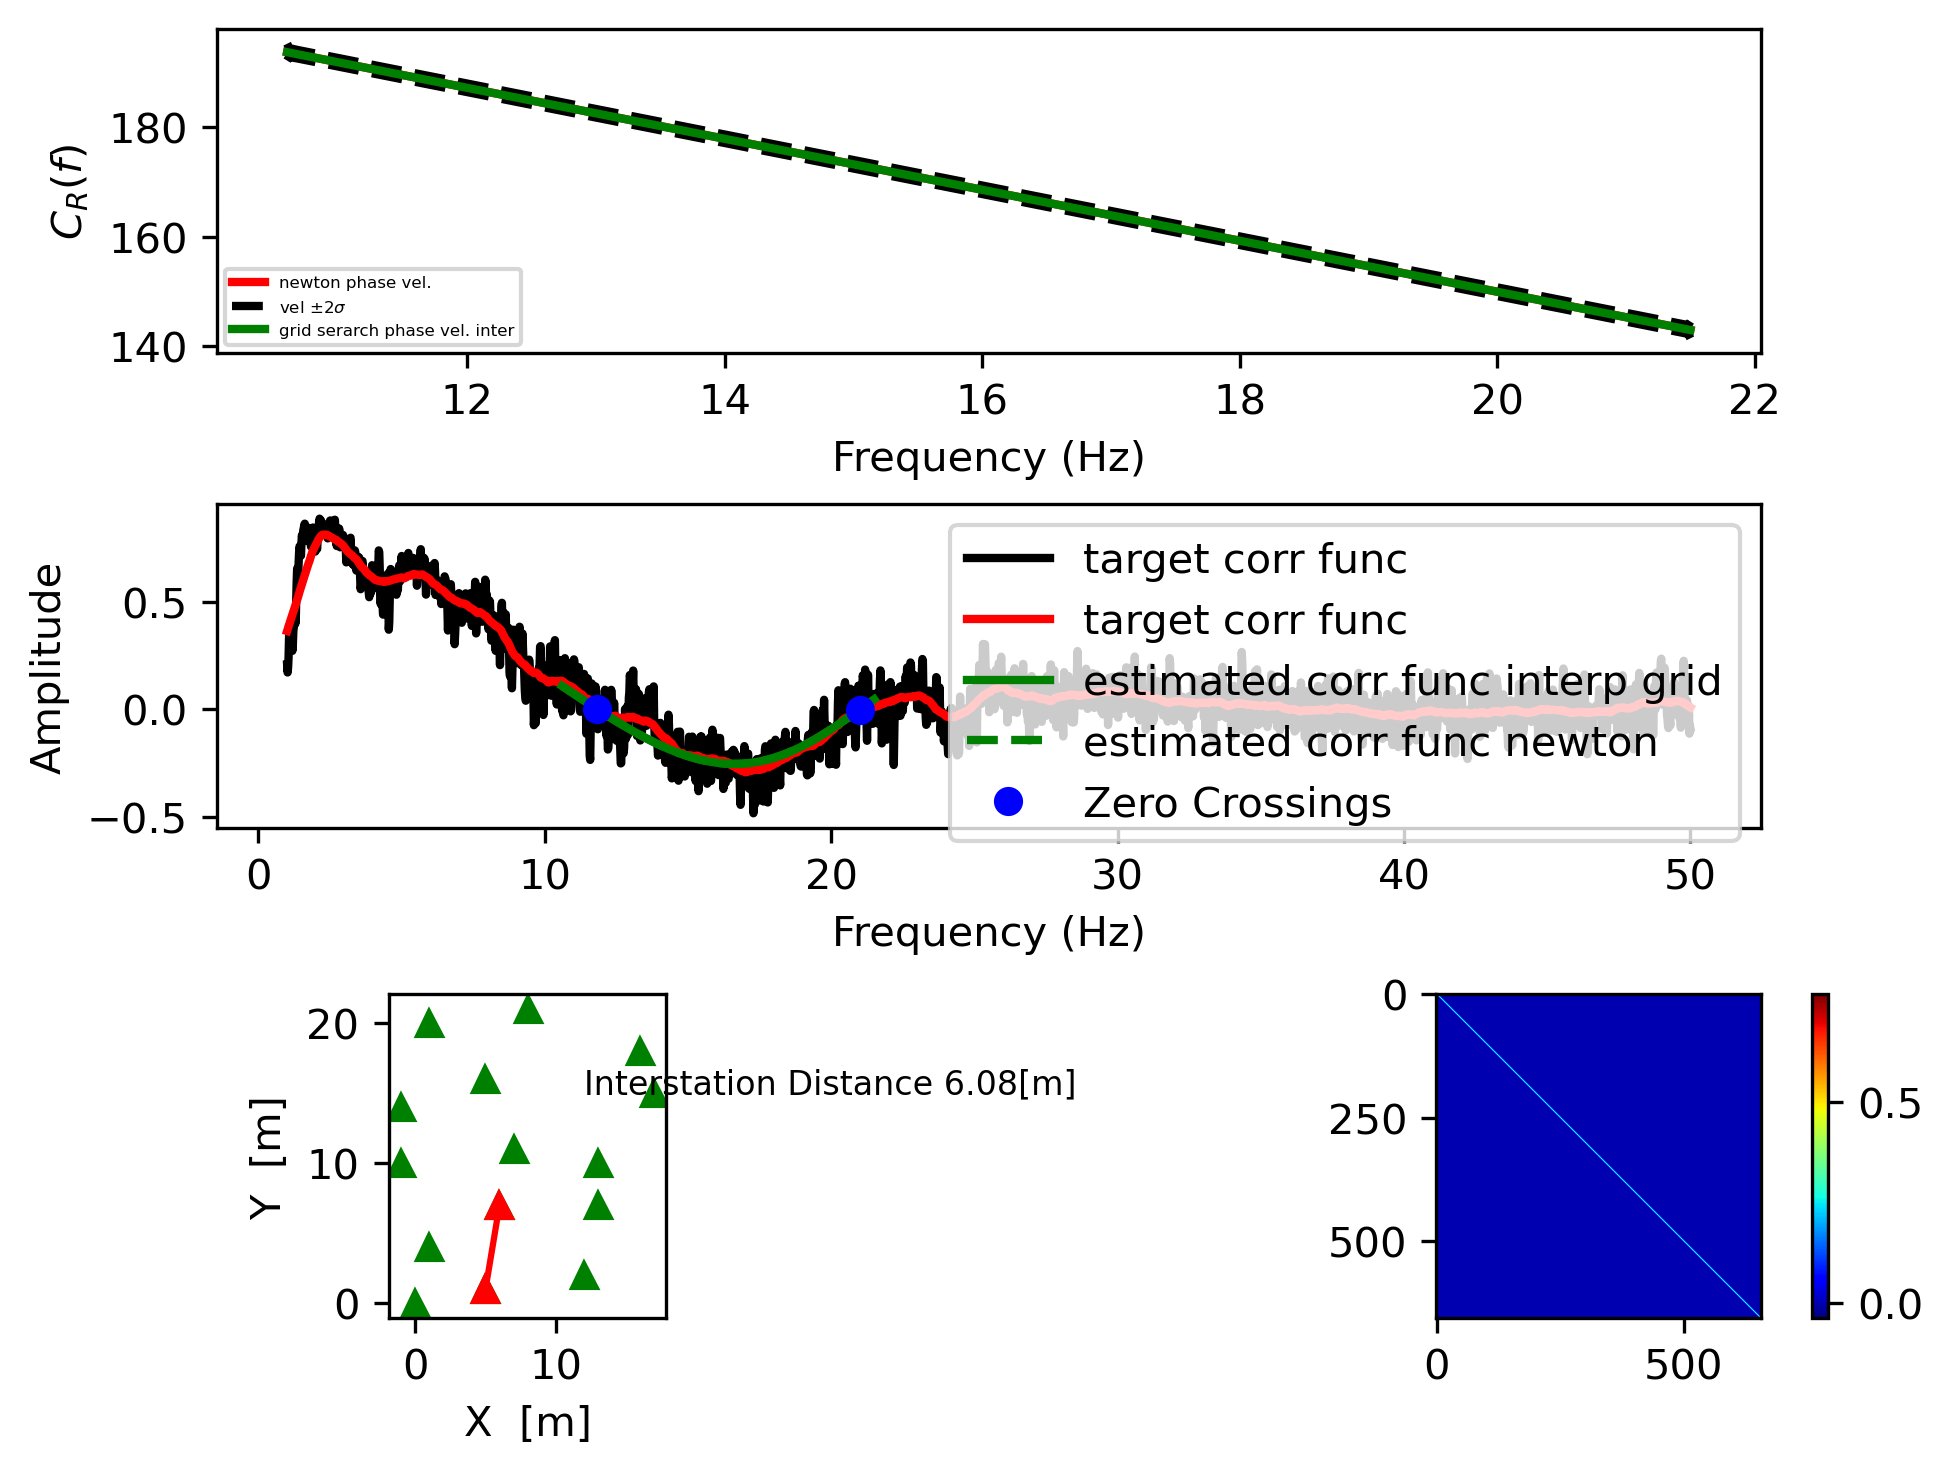 180
160
140
C_R(f)
newton phase vel.
vel ±2σ
grid serarch phase vel. inter
12 14 16 18 20 22
Frequency (Hz)
0.5
0.0
−0.5
Amplitude
target corr func
target corr func
estimated corr func interp grid
estimated corr func newton
Zero Crossings
0 10 20 30 40 50
Frequency (Hz)
20
10
0
Y [m]
Interstation Distance 6.08[m]
0 10
X [m]
0
250
500
0 500
0.5
0.0